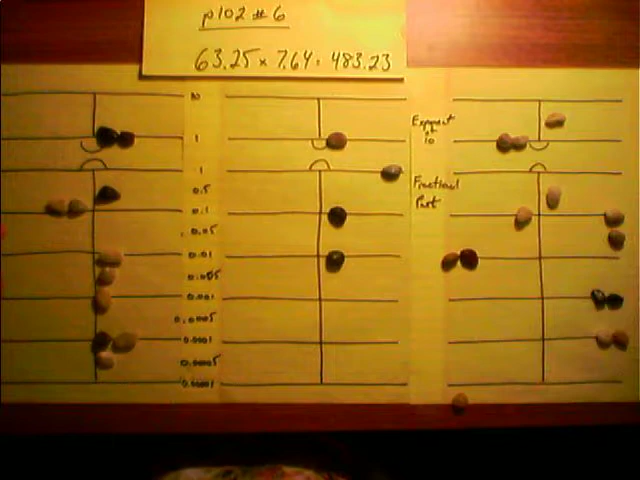 p102 #6
63.25 × 7.64 = 483.23
10
1
1
0.5
0.1
0.05
0.01
0.005
0.001
0.0005
0.0001
0.00005
0.00001
Exponent
of
10
Fractional
Part